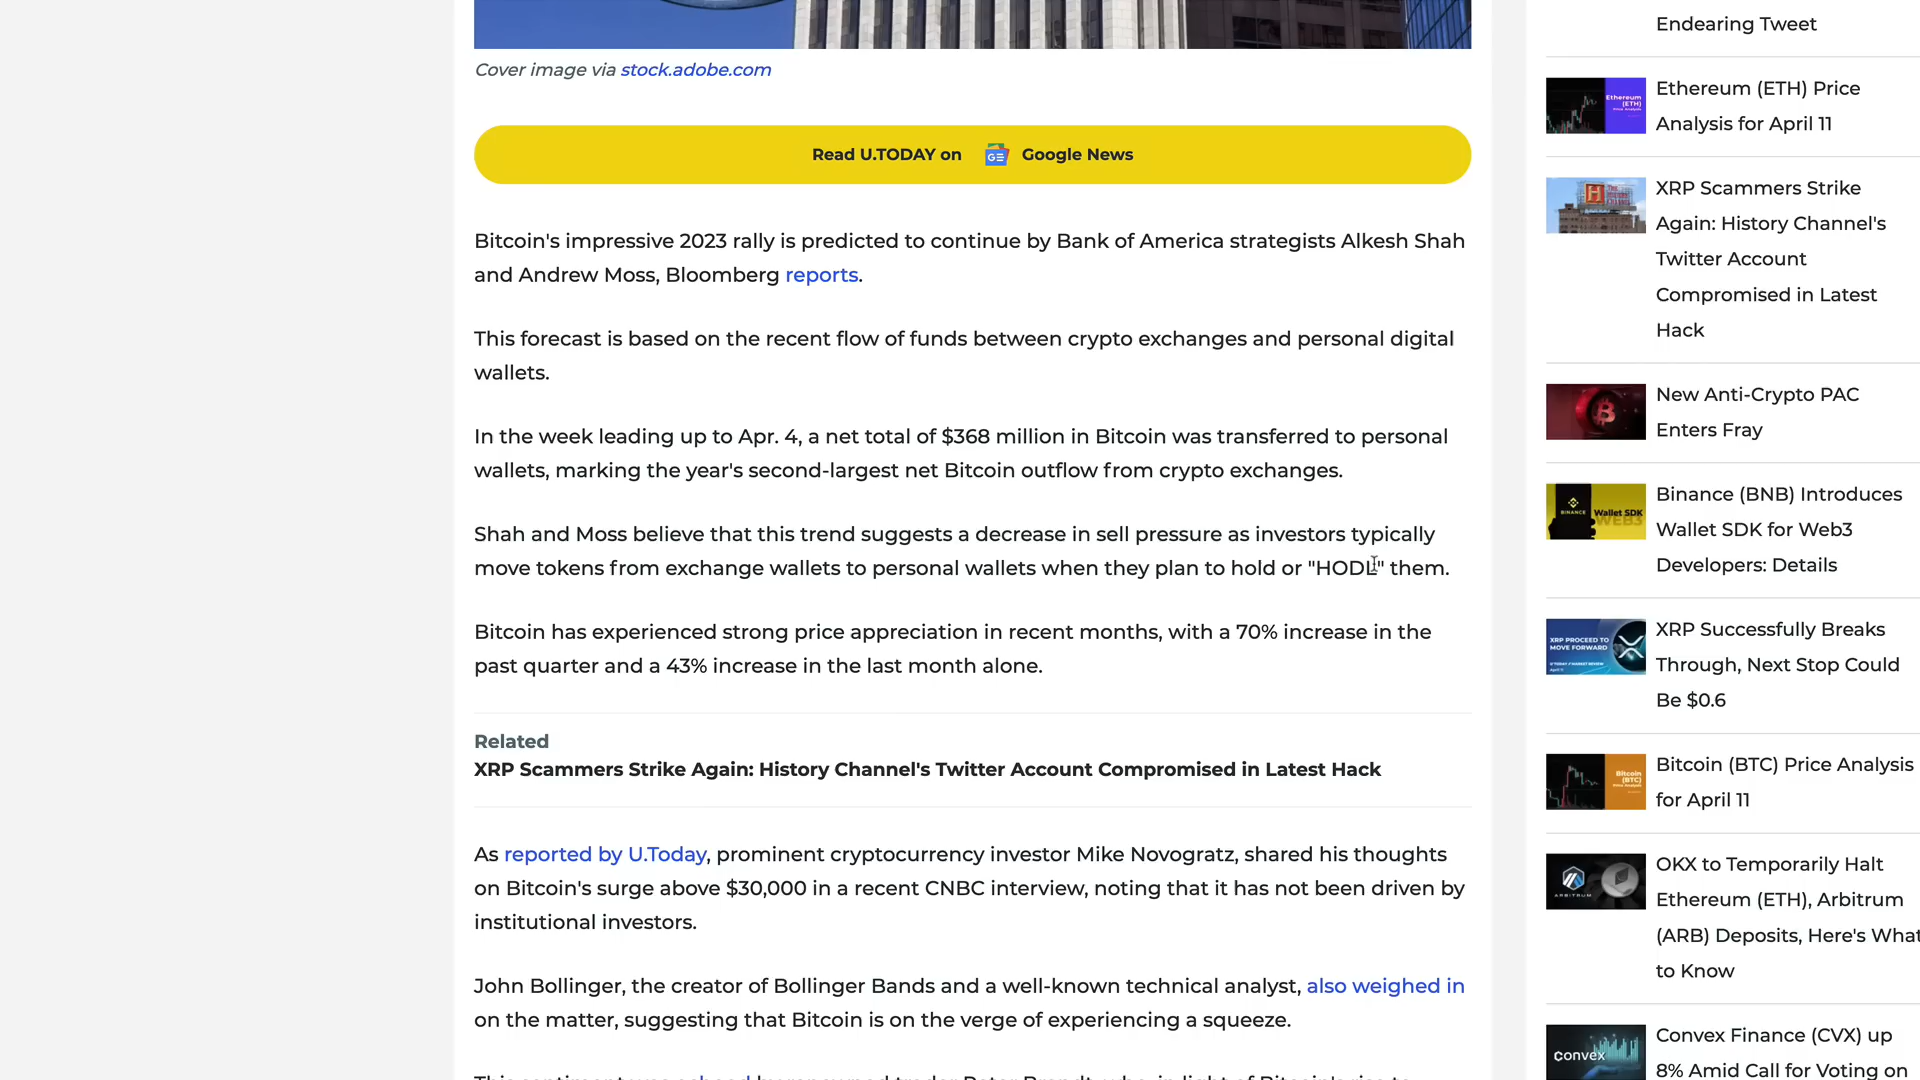 Cover image via stock.adobe.com
Read U.TODAY on GE Google News
Bitcoin's impressive 2023 rally is predicted to continue by Bank of America strategists Alkesh Shah
and Andrew Moss, Bloomberg reports.
This forecast is based on the recent flow of funds between crypto exchanges and personal digital
wallets.
In the week leading up to Apr. 4, a net total of $368 million in Bitcoin was transferred to personal
wallets, marking the year's second-largest net Bitcoin outflow from crypto exchanges.
Shah and Moss believe that this trend suggests a decrease in sell pressure as investors typically
move tokens from exchange wallets to personal wallets when they plan to hold or "HODL" them.
Bitcoin has experienced strong price appreciation in recent months, with a 70% increase in the
past quarter and a 43% increase in the last month alone.
Related
XRP Scammers Strike Again: History Channel's Twitter Account Compromised in Latest Hack
As reported by U.Today, prominent cryptocurrency investor Mike Novogratz, shared his thoughts
on Bitcoin's surge above $30,000 in a recent CNBC interview, noting that it has not been driven by
institutional investors.
John Bollinger, the creator of Bollinger Bands and a well-known technical analyst, also weighed in
on the matter, suggesting that Bitcoin is on the verge of experiencing a squeeze.
Endearing Tweet
Ethereum
(ETH)
Ethereum (ETH) Price
Analysis for April 11
H
XRP Scammers Strike
Again: History Channel's
Twitter Account
Compromised in Latest
Hack
New Anti-Crypto PAC
Enters Fray
BINANCE
Wallet SDK
WEB3
Binance (BNB) Introduces
Wallet SDK for Web3
Developers: Details
XRP PROCEED TO
MOVE FORWARD
XRP Successfully Breaks
Through, Next Stop Could
Be $0.6
Bitcoin
(BTC)
Bitcoin (BTC) Price Analysis
for April 11
ARBITRUM
OKX to Temporarily Halt
Ethereum (ETH), Arbitrum
(ARB) Deposits, Here's What
to Know
Convex
Convex Finance (CVX) up
8% Amid Call for Voting on